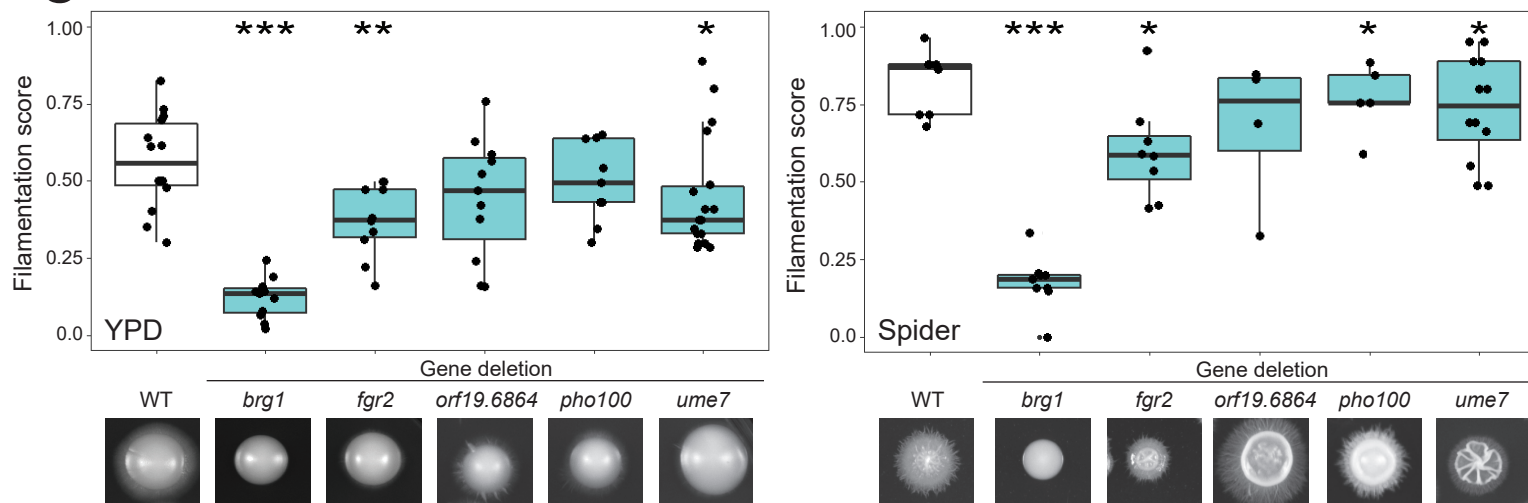 *** ** *
Filamentation score
1.00
0.75
0.50
0.25
0.0
YPD
Gene deletion
WT brg1 fgr2 orf19.6864 pho100 ume7
*** * * *
Filamentation score
1.00
0.75
0.50
0.25
0.0
Spider
Gene deletion
WT brg1 fgr2 orf19.6864 pho100 ume7